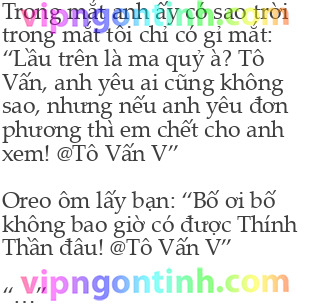 Trong mắt anh ấy có sao trời
trong mắt tôi chỉ có gỉ mắt:
“Lầu trên là ma quỷ à? Tô
Vấn, anh yêu ai cũng không
sao, nhưng nếu anh yêu đơn
phương thì em chết cho anh
xem! @Tô Vấn V”
Oreo ôm lấy bạn: “Bố ơi bố
không bao giờ có được Thính
Thần đâu! @Tô Vấn V”
“…”
vipngontinh.com
vipngontinh.com